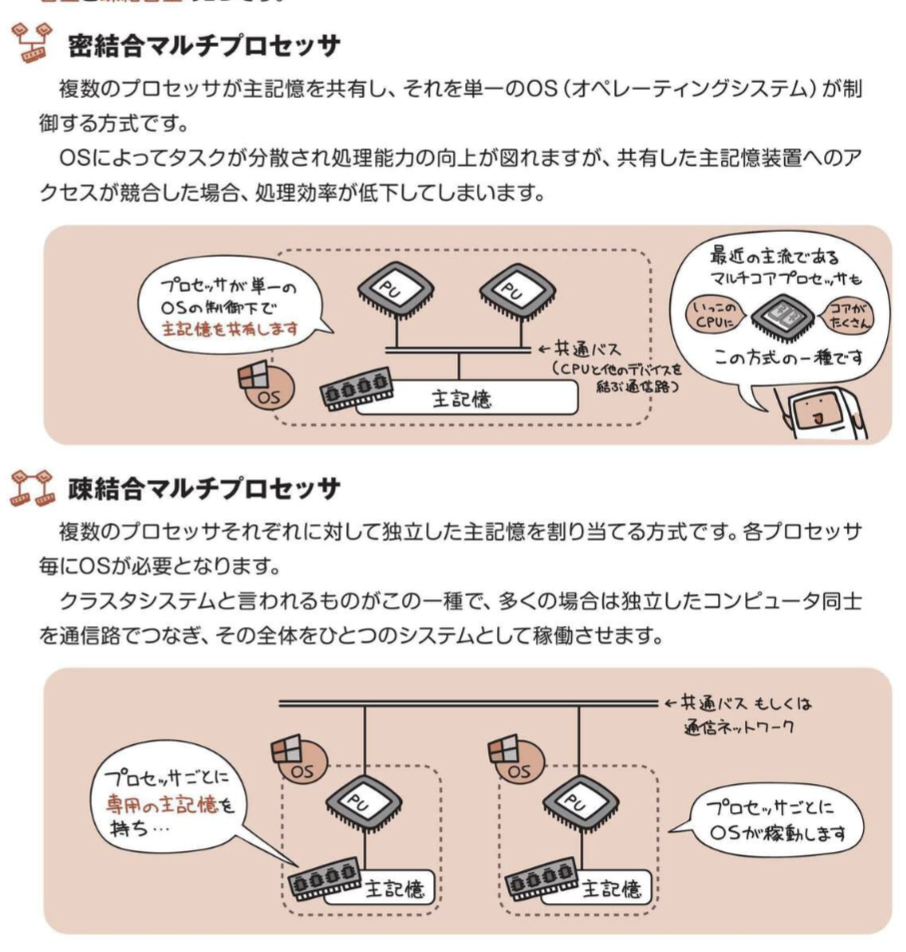 密結合マルチプロセッサ
複数のプロセッサが主記憶を共有し、それを単一のOS（オペレーティングシステム）が制
御する方式です。
OSによってタスクが分散され処理能力の向上が図れますが、共有した主記憶装置へのア
クセスが競合した場合、処理効率が低下してしまいます。
プロセッサが単一の
OSの制御下で
主記憶を共有します
PU
PU
←共通バス
（CPUと他のデバイスを
結ぶ通信路）
OS
主記憶
最近の主流である
マルチコアプロセッサも
いっこの
CPUに
コアが
たくさん
この方式の一種です
疎結合マルチプロセッサ
複数のプロセッサそれぞれに対して独立した主記憶を割り当てる方式です。各プロセッサ
毎にOSが必要となります。
クラスタシステムと言われるものがこの一種で、多くの場合は独立したコンピュータ同士
を通信路でつなぎ、その全体をひとつのシステムとして稼働させます。
←共通バス もしくは
通信ネットワーク
プロセッサごとに
専用の主記憶を
持ち…
OS
PU
主記憶
OS
PU
主記憶
プロセッサごとに
OSが稼動します